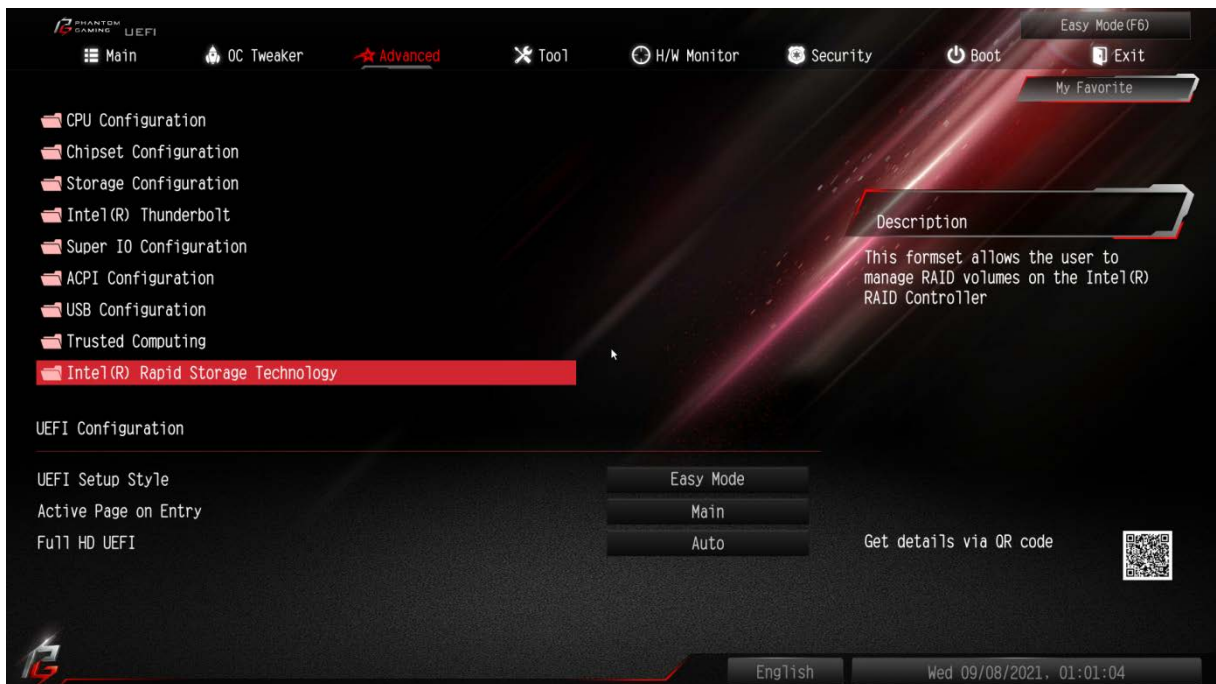 PHANTOM GAMING UEFI
Easy Mode(F6)
Main OC Tweaker Advanced Tool H/W Monitor Security Boot Exit
My Favorite
CPU Configuration
Chipset Configuration
Storage Configuration
Intel(R) Thunderbolt
Super IO Configuration
ACPI Configuration
USB Configuration
Trusted Computing
Intel(R) Rapid Storage Technology
Description
This formset allows the user to
manage RAID volumes on the Intel(R)
RAID Controller
UEFI Configuration
UEFI Setup Style Easy Mode
Active Page on Entry Main
Full HD UEFI Auto
Get details via QR code
English Wed 09/08/2021, 01:01:04